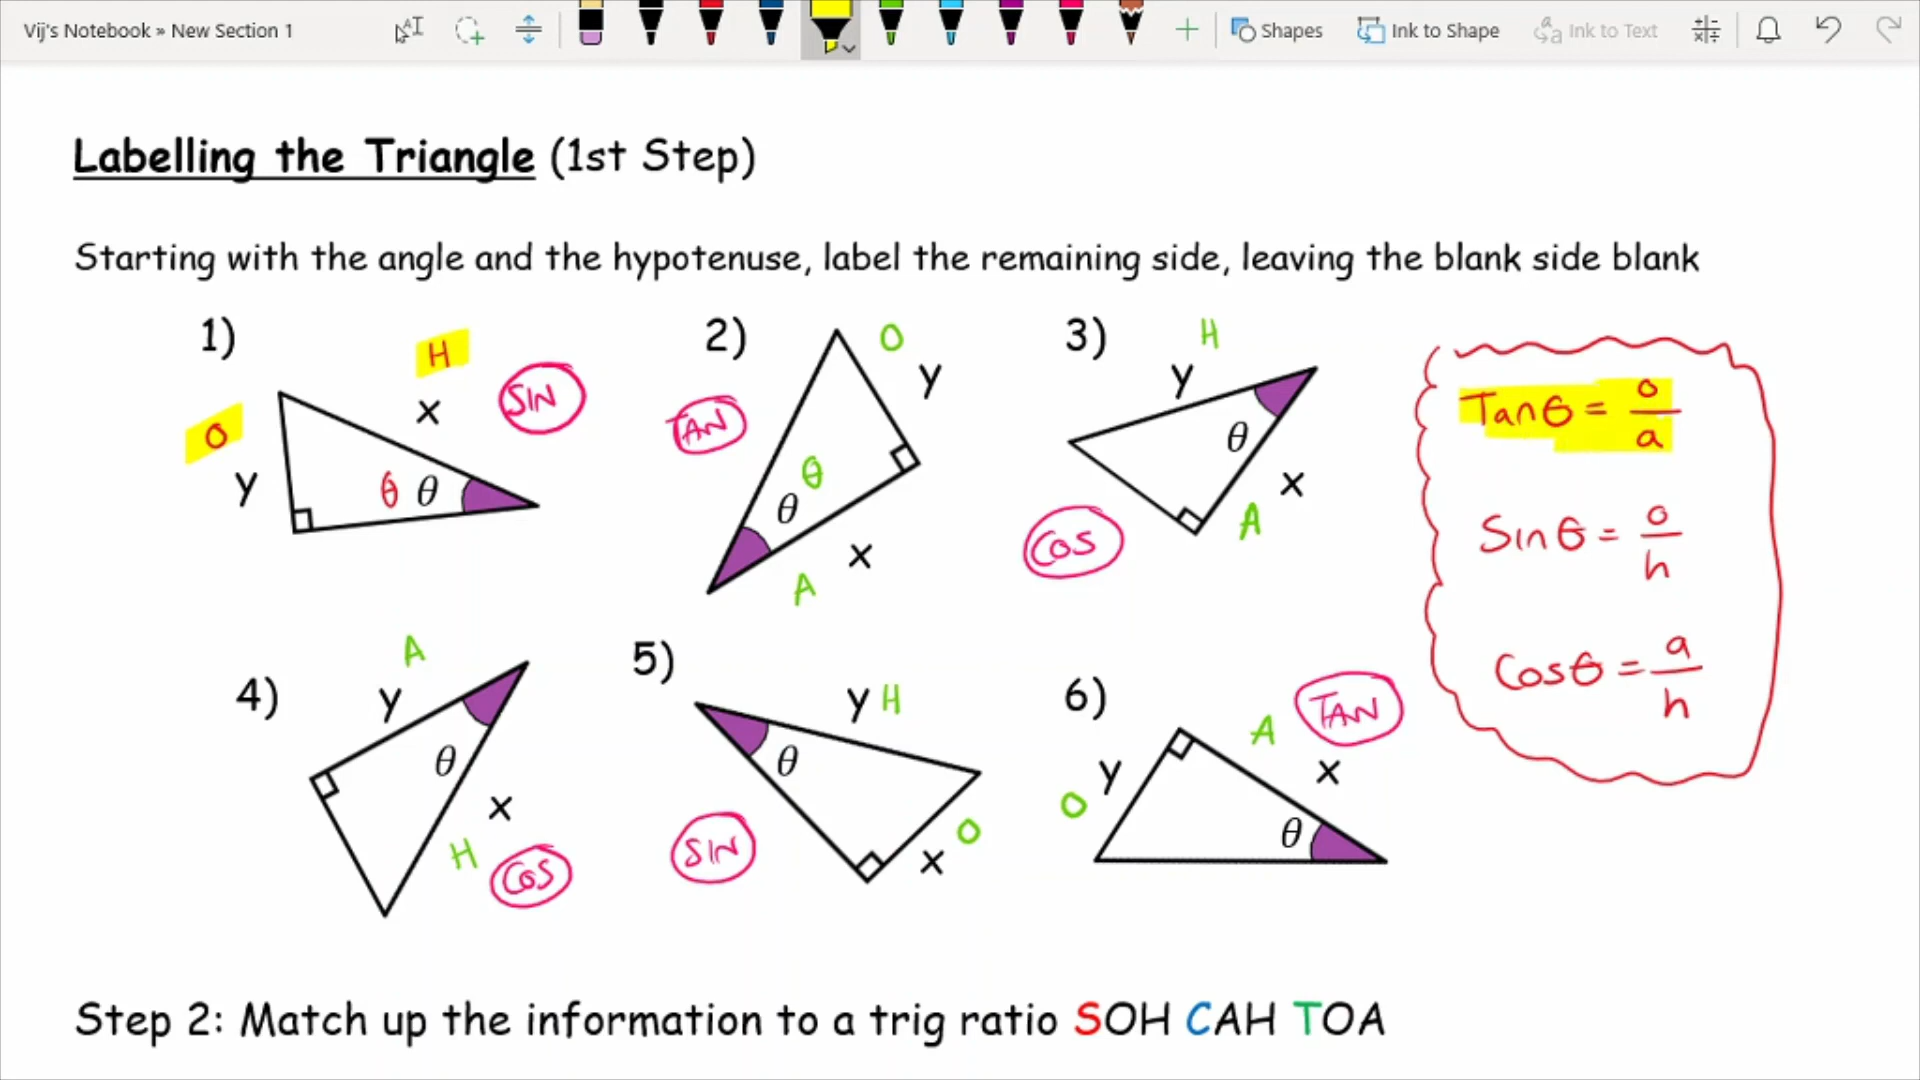 Vij's Notebook » New Section 1
Shapes
Ink to Shape
Ink to Text
Labelling the Triangle (1st Step)
Starting with the angle and the hypotenuse, label the remaining side, leaving the blank side blank
1)
H
x
SIN
O
y
θ θ
2)
O
y
TAN
θ
θ
x
A
3)
H
y
θ
x
A
COS
Tanθ = o/a
Sinθ = o/h
Cosθ = a/h
4)
A
y
θ
x
H
COS
5)
y H
θ
SIN
O
x
6)
A
TAN
y
x
O
θ
Step 2: Match up the information to a trig ratio SOH CAH TOA